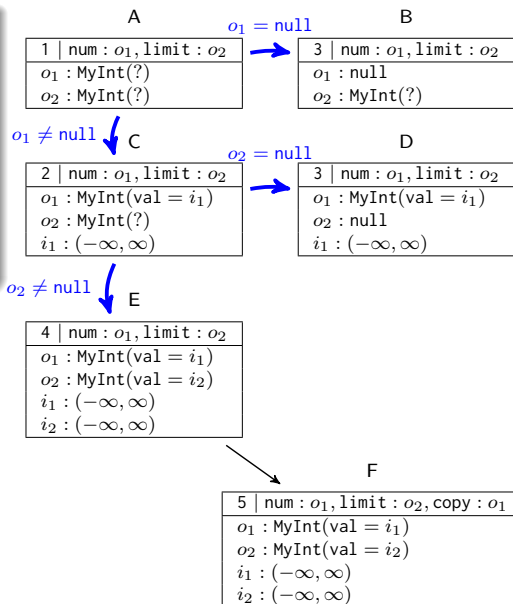 A
B
o₁ = null
1 | num : o₁, limit : o₂
o₁ : MyInt(?)
o₂ : MyInt(?)
3 | num : o₁, limit : o₂
o₁ : null
o₂ : MyInt(?)
o₁ ≠ null
C
D
o₂ = null
2 | num : o₁, limit : o₂
o₁ : MyInt(val = i₁)
o₂ : MyInt(?)
i₁ : (−∞, ∞)
3 | num : o₁, limit : o₂
o₁ : MyInt(val = i₁)
o₂ : null
i₁ : (−∞, ∞)
o₂ ≠ null
E
4 | num : o₁, limit : o₂
o₁ : MyInt(val = i₁)
o₂ : MyInt(val = i₂)
i₁ : (−∞, ∞)
i₂ : (−∞, ∞)
F
5 | num : o₁, limit : o₂, copy : o₁
o₁ : MyInt(val = i₁)
o₂ : MyInt(val = i₂)
i₁ : (−∞, ∞)
i₂ : (−∞, ∞)